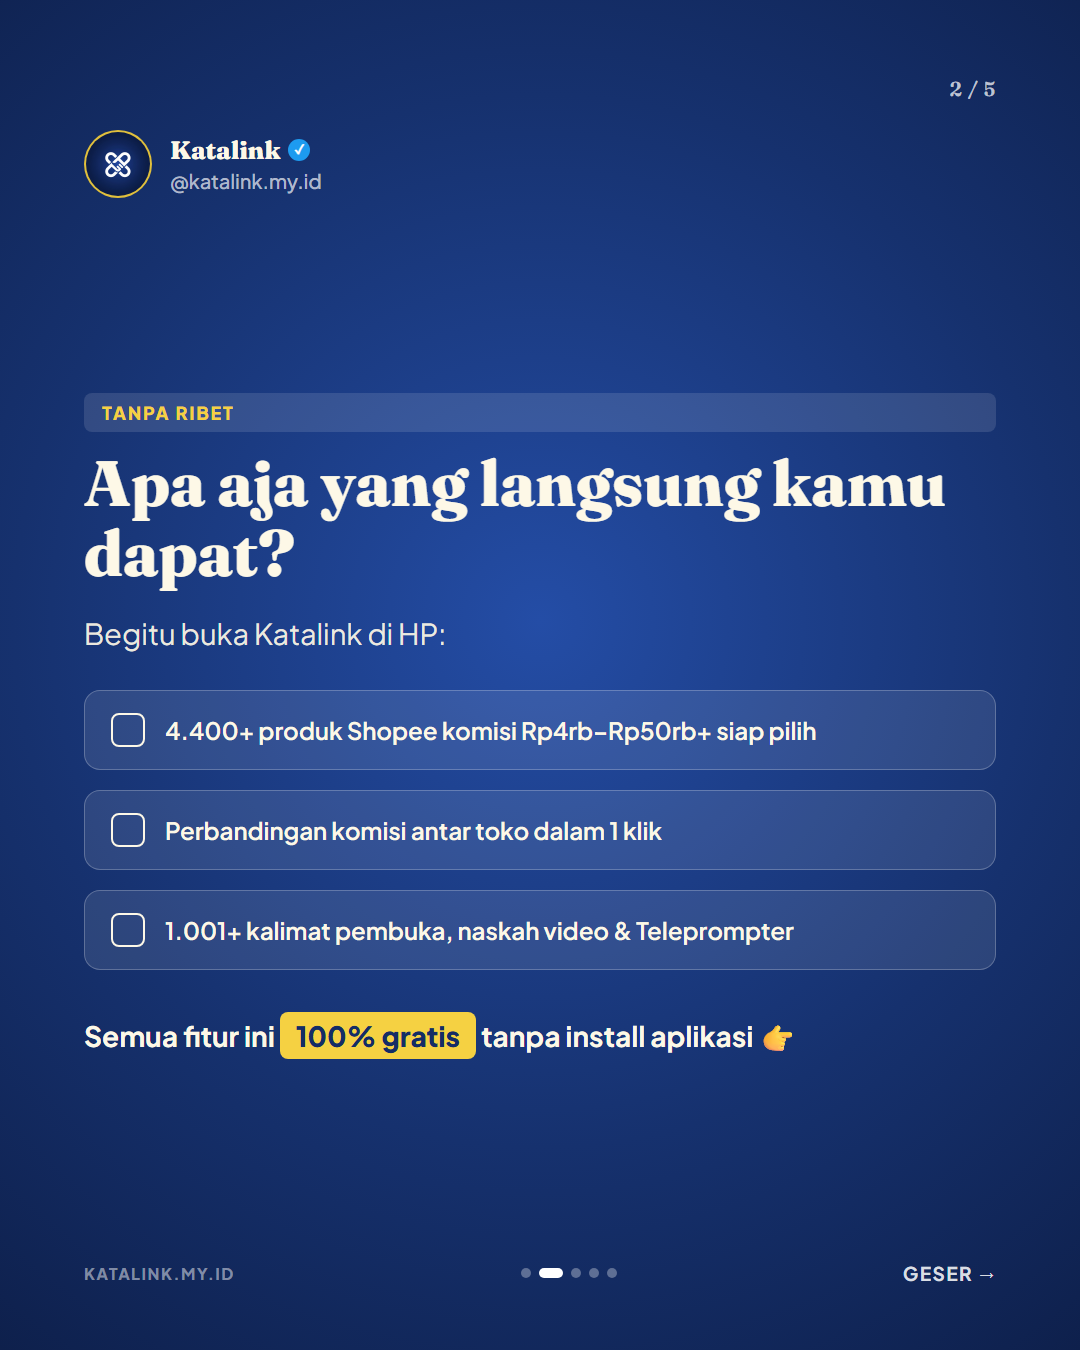 2 / 5
Katalink
@katalink.my.id
TANPA RIBET
Apa aja yang langsung kamu
dapat?
Begitu buka Katalink di HP:
4.400+ produk Shopee komisi Rp4rb–Rp50rb+ siap pilih
Perbandingan komisi antar toko dalam 1 klik
1.001+ kalimat pembuka, naskah video & Teleprompter
Semua fitur ini 100% gratis tanpa install aplikasi 👉
KATALINK.MY.ID
GESER →